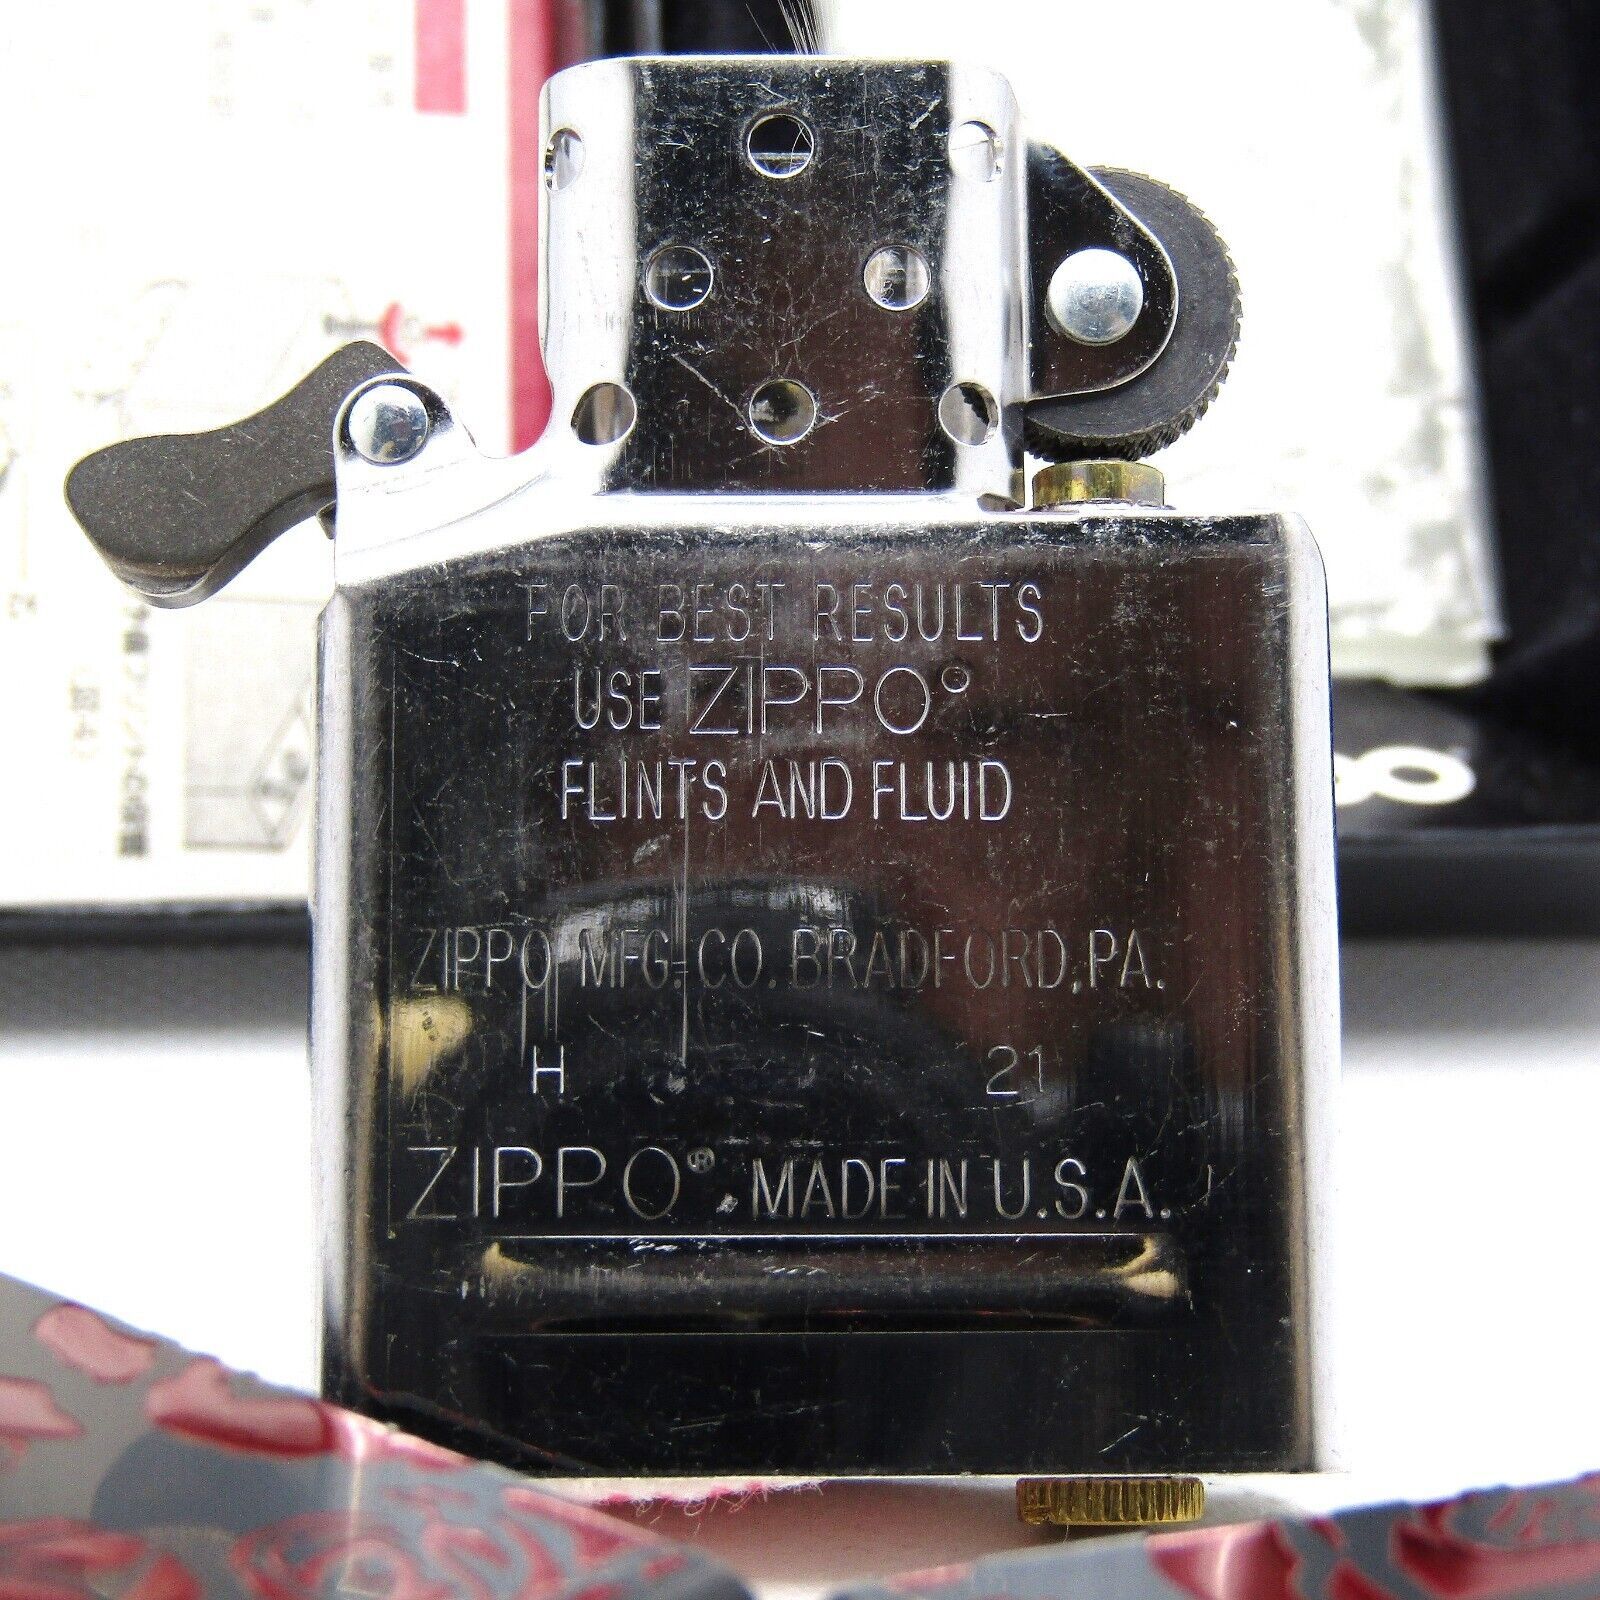 FOR BEST RESULTS
USE ZIPPO®
FLINTS AND FLUID
ZIPPO MFG. CO. BRADFORD, PA.
H 21
ZIPPO® . MADE IN U.S.A.